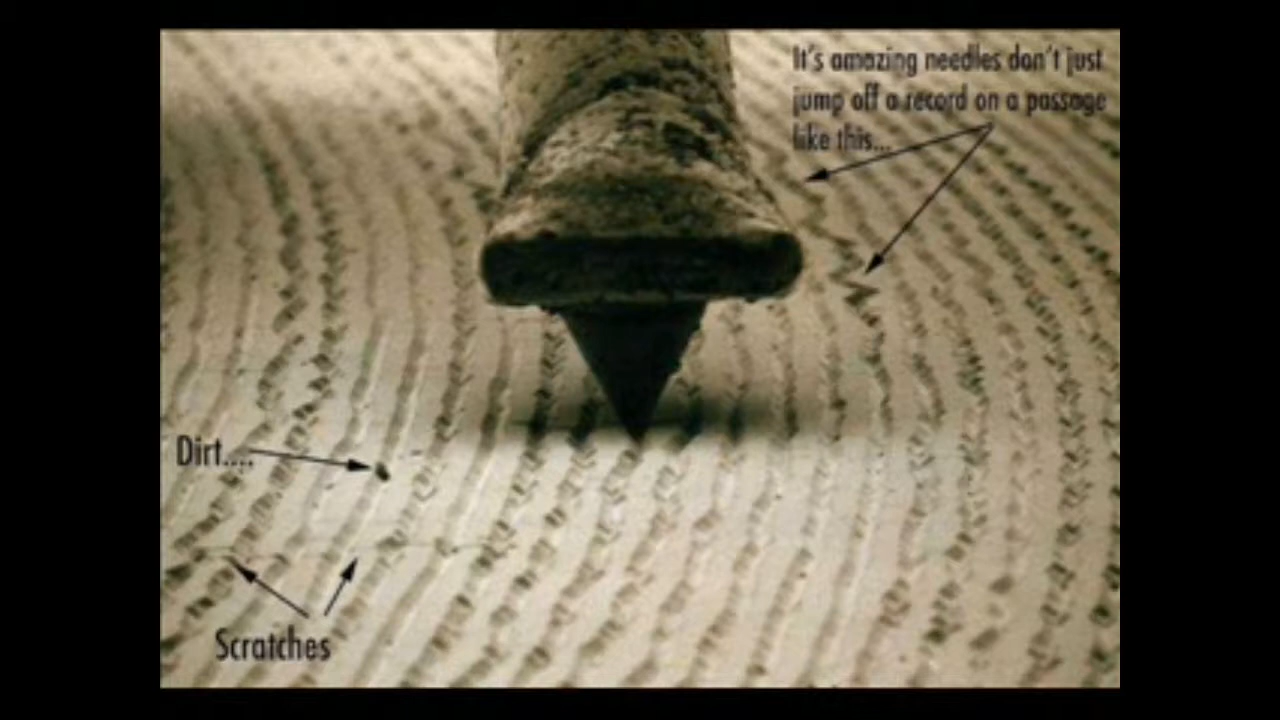 It's amazing needles don't just
jump off a record on a passage
like this...
Dirt....
Scratches